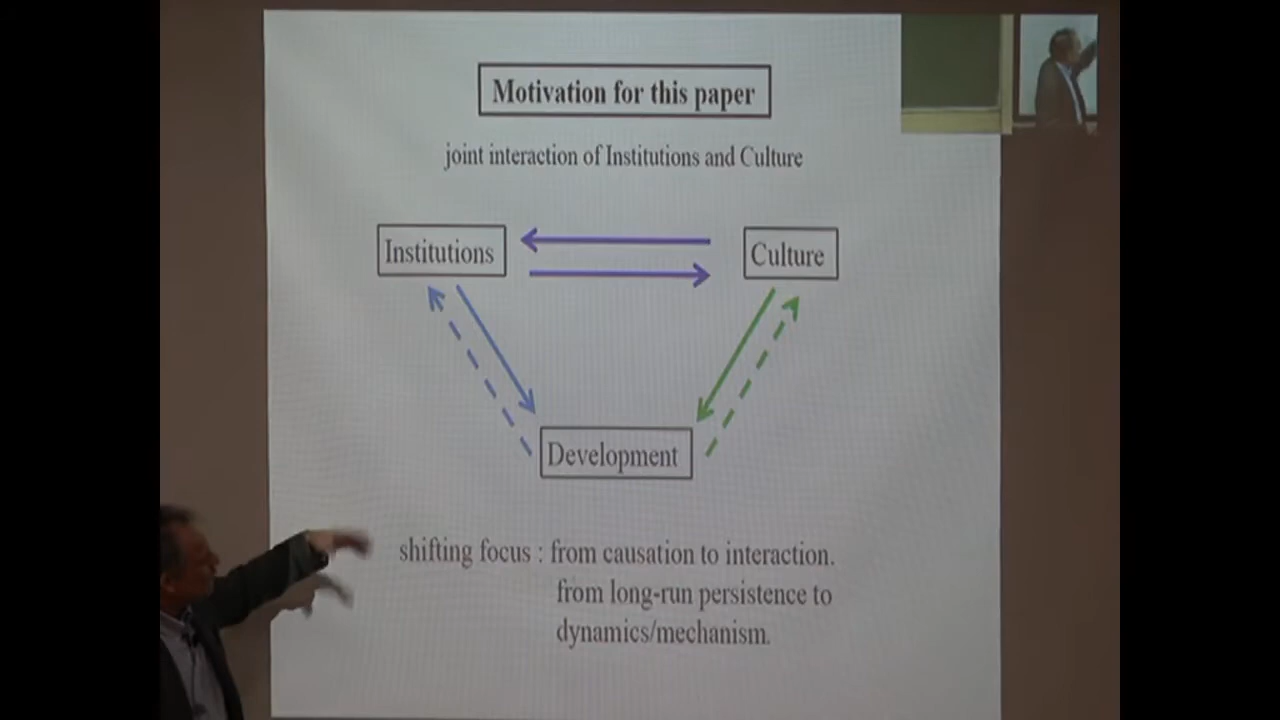 Motivation for this paper
joint interaction of Institutions and Culture
Institutions
Culture
Development
shifting focus : from causation to interaction.
from long-run persistence to
dynamics/mechanism.